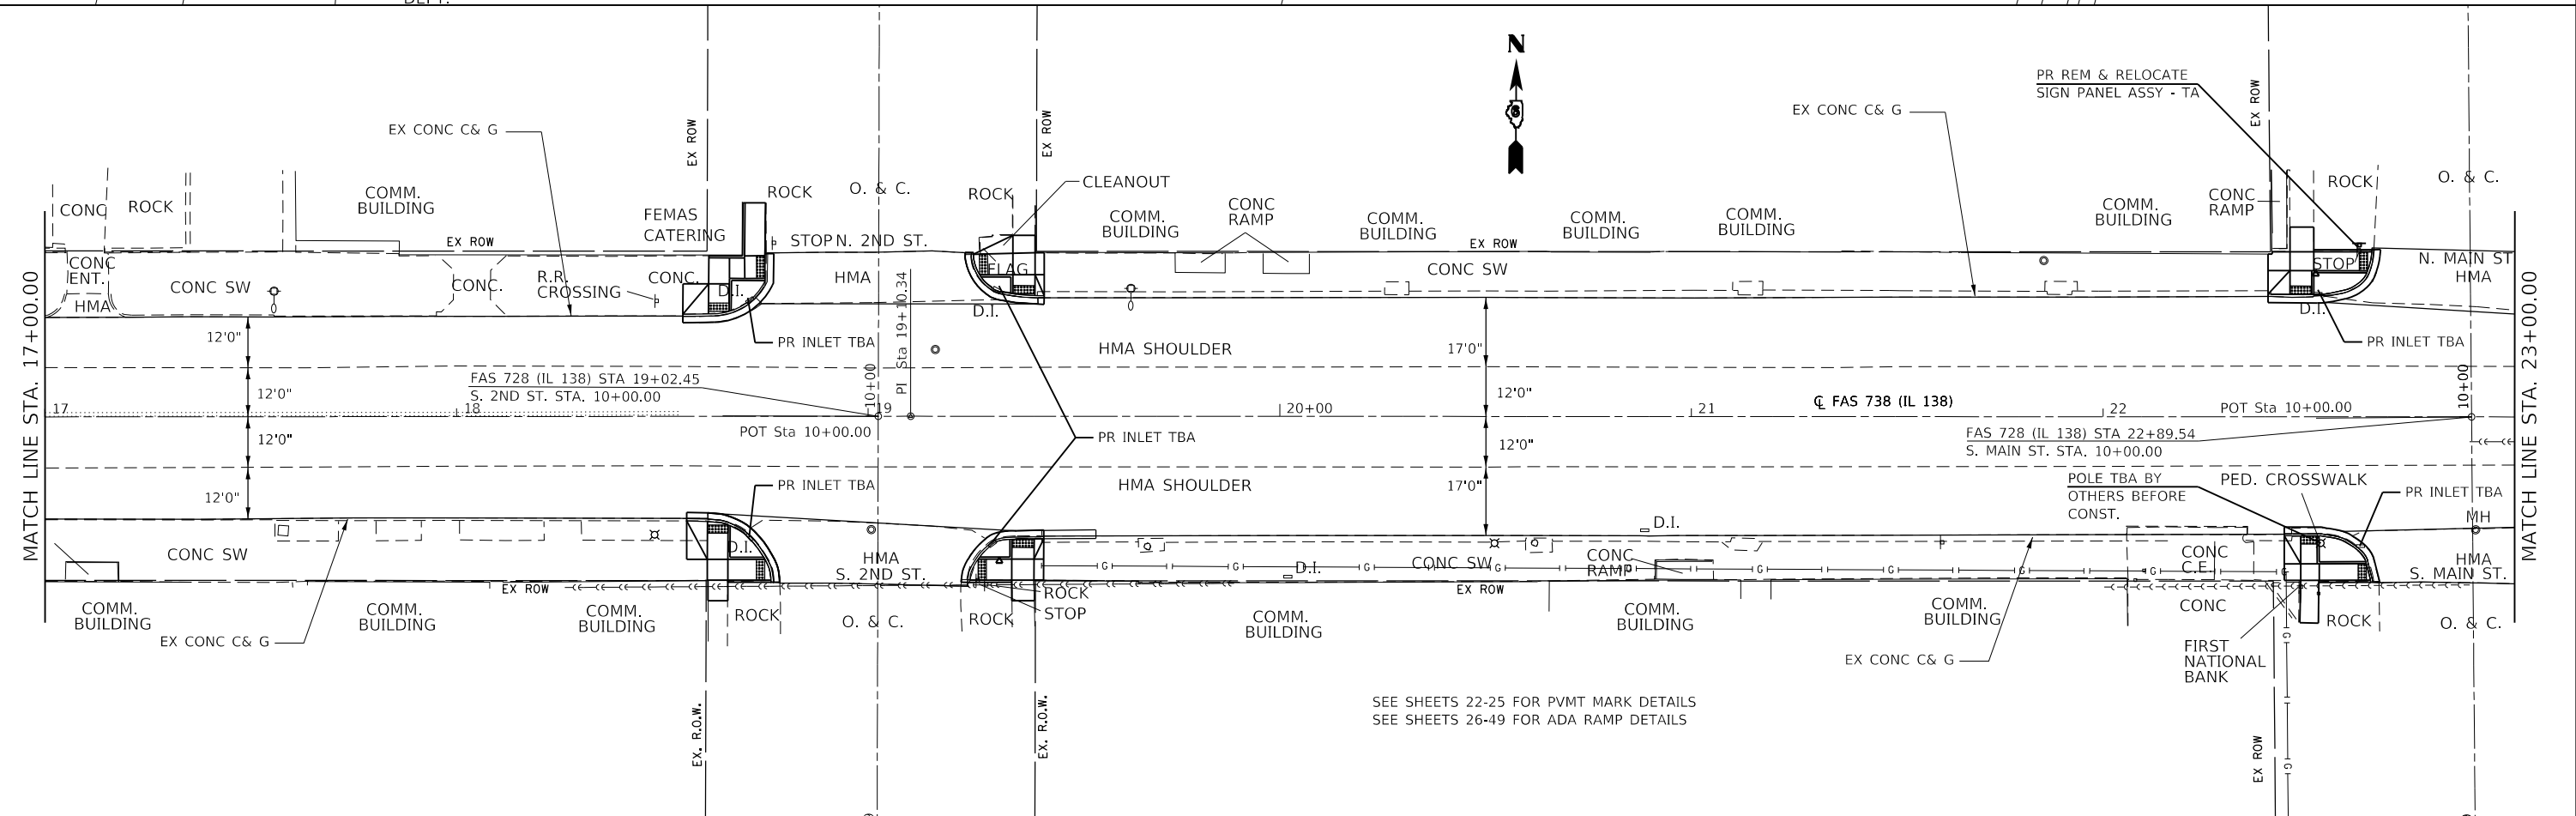 DEPT.
N
PR REM & RELOCATE
SIGN PANEL ASSY - TA
EX CONC C& G
EX ROW
EX ROW
EX CONC C& G
EX ROW
CONC
ROCK
COMM.
BUILDING
FEMAS
CATERING
ROCK
O. & C.
ROCK
CLEANOUT
COMM.
BUILDING
CONC
RAMP
COMM.
BUILDING
COMM.
BUILDING
COMM.
BUILDING
COMM.
BUILDING
CONC
RAMP
ROCK
O. & C.
EX ROW
STOP
N. 2ND ST.
EX ROW
CONC
ENT.
HMA
CONC SW
CONC.
R.R.
CROSSING
CONC.
D.I.
HMA
FLAG
D.I.
CONC SW
STOP
D.I.
N. MAIN ST
HMA
MATCH LINE STA. 17+00.00
12'0"
PR INLET TBA
PI Sta 19+10.34
HMA SHOULDER
17'0"
PR INLET TBA
MATCH LINE STA. 23+00.00
12'0"
FAS 728 (IL 138) STA 19+02.45
S. 2ND ST. STA. 10+00.00
10+00
12'0"
℄ FAS 738 (IL 138)
10+00
17
18
19
20+00
21
22
POT Sta 10+00.00
12'0"
POT Sta 10+00.00
PR INLET TBA
12'0"
FAS 728 (IL 138) STA 22+89.54
S. MAIN ST. STA. 10+00.00
12'0"
PR INLET TBA
HMA SHOULDER
17'0"
POLE TBA BY
OTHERS BEFORE
CONST.
PED. CROSSWALK
PR INLET TBA
MH
CONC SW
D.I.
HMA
S. 2ND ST.
D.I.
G
G
G
G
G
G
G
G
G
G
D.I.
CONC SW
CONC
RAMP
CONC
C.E.
HMA
S. MAIN ST.
EX ROW
ROCK
STOP
EX ROW
COMM.
BUILDING
COMM.
BUILDING
COMM.
BUILDING
ROCK
O. & C.
ROCK
COMM.
BUILDING
COMM.
BUILDING
COMM.
BUILDING
CONC
ROCK
O. & C.
EX CONC C& G
EX CONC C& G
FIRST
NATIONAL
BANK
G
G
EX. R.O.W.
EX. R.O.W.
EX ROW
SEE SHEETS 22-25 FOR PVMT MARK DETAILS
SEE SHEETS 26-49 FOR ADA RAMP DETAILS